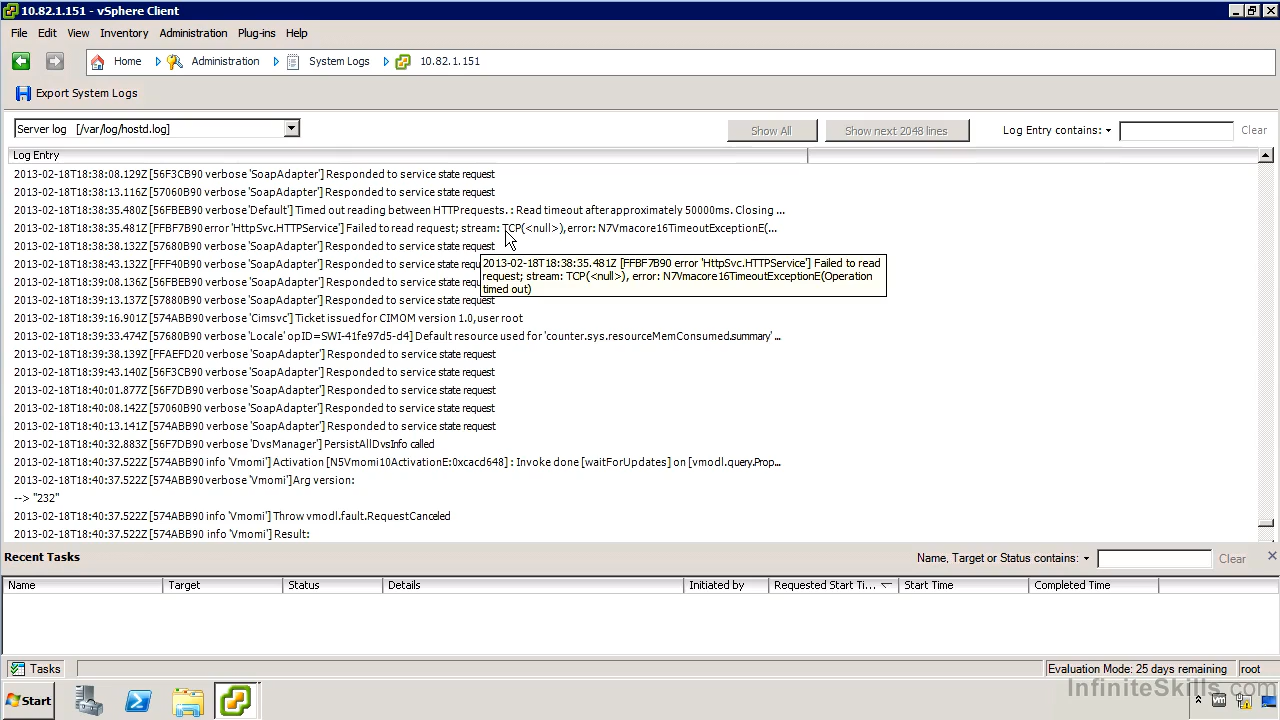 10.82.1.151 - vSphere Client
File Edit View Inventory Administration Plug-ins Help
Home Administration System Logs 10.82.1.151
Export System Logs
Server log [/var/log/hostd.log] Show All Show next 2048 lines Log Entry contains: Clear
Log Entry
2013-02-18T18:38:08.129Z [56F3CB90 verbose 'SoapAdapter'] Responded to service state request
2013-02-18T18:38:13.116Z [57060B90 verbose 'SoapAdapter'] Responded to service state request
2013-02-18T18:38:35.480Z [56FBEB90 verbose 'Default'] Timed out reading between HTTP requests. : Read timeout after approximately 50000ms. Closing ...
2013-02-18T18:38:35.481Z [FFBF7B90 error 'HttpSvc.HTTPService'] Failed to read request; stream: TCP(<null>), error: N7Vmacore16TimeoutExceptionE(...
2013-02-18T18:38:38.132Z [57680B90 verbose 'SoapAdapter'] Responded to service state request
2013-02-18T18:38:43.132Z [FFF40B90 verbose 'SoapAdapter'] Responded to service
2013-02-18T18:39:08.136Z [56FBEB90 verbose 'SoapAdapter'] Responded to service
2013-02-18T18:39:13.137Z [57880B90 verbose 'SoapAdapter'] Responded to service
2013-02-18T18:38:35.481Z [FFBF7B90 error 'HttpSvc.HTTPService'] Failed to read
request; stream: TCP(<null>), error: N7Vmacore16TimeoutExceptionE(Operation
timed out)
2013-02-18T18:39:16.901Z [574ABB90 verbose 'Cimsvc'] Ticket issued for CIMOM version 1.0, user root
2013-02-18T18:39:33.474Z [57680B90 verbose 'Locale' opID=SWI-41fe97d5-d4] Default resource used for 'counter.sys.resourceMemConsumed.summary' ...
2013-02-18T18:39:38.139Z [FFAEFD20 verbose 'SoapAdapter'] Responded to service state request
2013-02-18T18:39:43.140Z [56F3CB90 verbose 'SoapAdapter'] Responded to service state request
2013-02-18T18:40:01.877Z [56F7DB90 verbose 'SoapAdapter'] Responded to service state request
2013-02-18T18:40:08.142Z [57060B90 verbose 'SoapAdapter'] Responded to service state request
2013-02-18T18:40:13.141Z [574ABB90 verbose 'SoapAdapter'] Responded to service state request
2013-02-18T18:40:32.883Z [56F7DB90 verbose 'DvsManager'] PersistAllDvsInfo called
2013-02-18T18:40:37.522Z [574ABB90 info 'Vmomi'] Activation [N5Vmomi10ActivationE:0xcacd648] : Invoke done [waitForUpdates] on [vmodl.query.Prop...
2013-02-18T18:40:37.522Z [574ABB90 verbose 'Vmomi'] Arg version:
--> "232"
2013-02-18T18:40:37.522Z [574ABB90 info 'Vmomi'] Throw vmodl.fault.RequestCanceled
2013-02-18T18:40:37.522Z [574ABB90 info 'Vmomi'] Result:
Recent Tasks Name, Target or Status contains: Clear
Name Target Status Details Initiated by Requested Start Ti... Start Time Completed Time
Tasks Evaluation Mode: 25 days remaining root
InfiniteSkills.com
Start